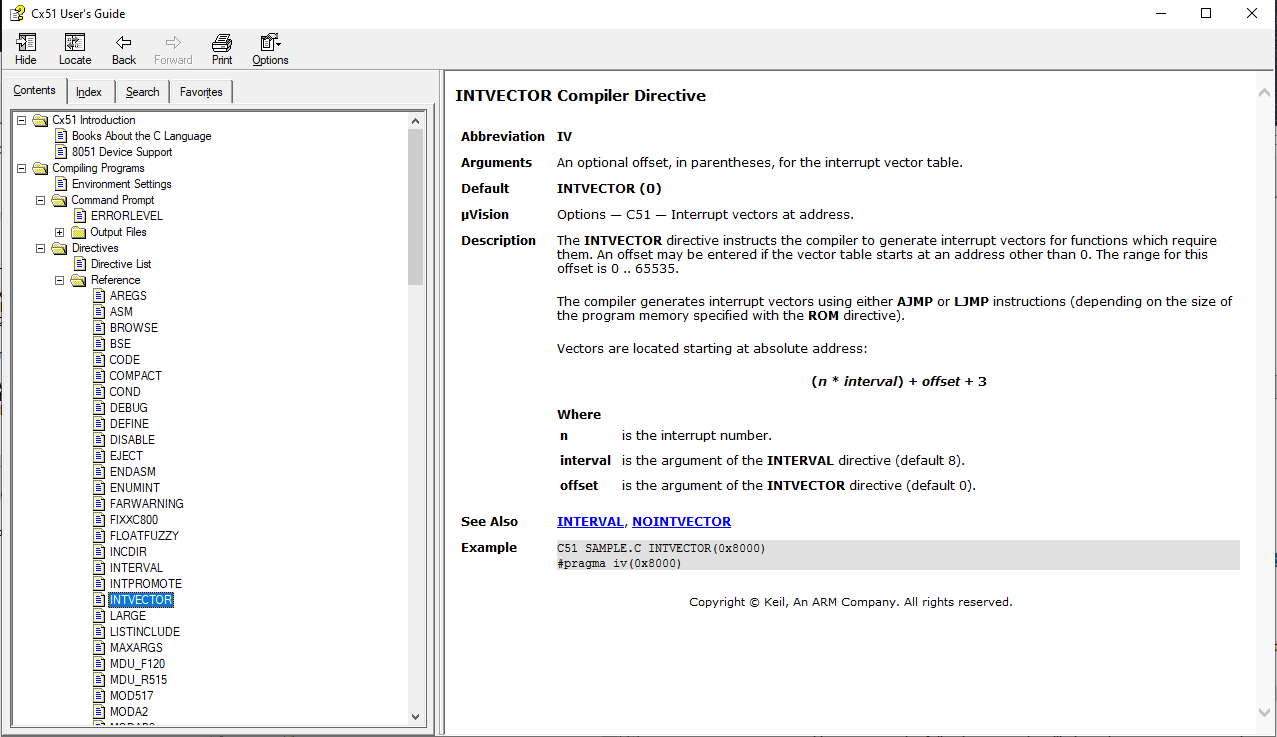 Cx51 User's Guide
Hide Locate Back Forward Print Options
Contents Index Search Favorites
Cx51 Introduction
Books About the C Language
8051 Device Support
Compiling Programs
Environment Settings
Command Prompt
ERRORLEVEL
Output Files
Directives
Directive List
Reference
AREGS
ASM
BROWSE
BSE
CODE
COMPACT
COND
DEBUG
DEFINE
DISABLE
EJECT
ENDASM
ENUMINT
FARWARNING
FIXXC800
FLOATFUZZY
INCDIR
INTERVAL
INTPROMOTE
INTVECTOR
LARGE
LISTINCLUDE
MAXARGS
MDU_F120
MDU_R515
MOD517
MODA2
INTVECTOR Compiler Directive
Abbreviation IV
Arguments An optional offset, in parentheses, for the interrupt vector table.
Default INTVECTOR (0)
µVision Options — C51 — Interrupt vectors at address.
Description The INTVECTOR directive instructs the compiler to generate interrupt vectors for functions which require
them. An offset may be entered if the vector table starts at an address other than 0. The range for this
offset is 0 .. 65535.
The compiler generates interrupt vectors using either AJMP or LJMP instructions (depending on the size of
the program memory specified with the ROM directive).
Vectors are located starting at absolute address:
(n * interval) + offset + 3
Where
n is the interrupt number.
interval is the argument of the INTERVAL directive (default 8).
offset is the argument of the INTVECTOR directive (default 0).
See Also INTERVAL, NOINTVECTOR
Example C51 SAMPLE.C INTVECTOR(0x8000)
#pragma iv(0x8000)
Copyright © Keil, An ARM Company. All rights reserved.